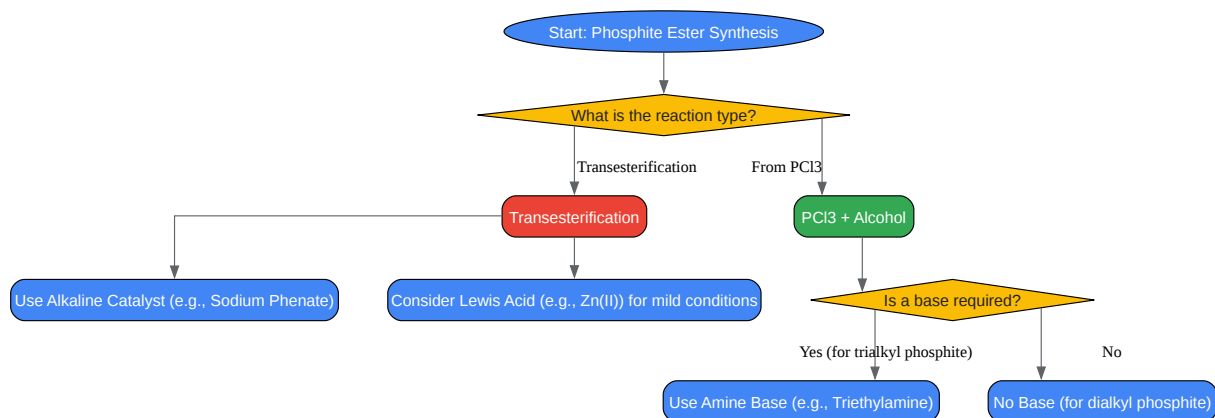 Start: Phosphite Ester Synthesis
What is the reaction type?
Transesterification
From PCl3
Transesterification
PCl3 + Alcohol
Use Alkaline Catalyst (e.g., Sodium Phenate)
Consider Lewis Acid (e.g., Zn(II)) for mild conditions
Is a base required?
Yes (for trialkyl phosphite)
No
Use Amine Base (e.g., Triethylamine)
No Base (for dialkyl phosphite)